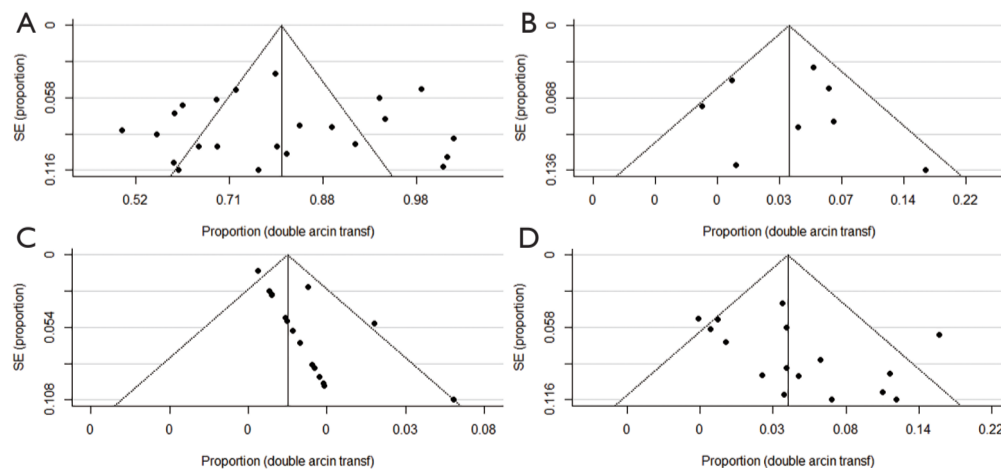 A
SE (proportion)
0
0.058
0.116
0.52 0.71 0.88 0.98
Proportion (double arcin transf)
B
SE (proportion)
0
0.068
0.136
0 0 0 0.03 0.07 0.14 0.22
Proportion (double arcin transf)
C
SE (proportion)
0
0.054
0.108
0 0 0 0 0.03 0.08
Proportion (double arcin transf)
D
SE (proportion)
0
0.058
0.116
0 0 0.03 0.08 0.14 0.22
Proportion (double arcin transf)